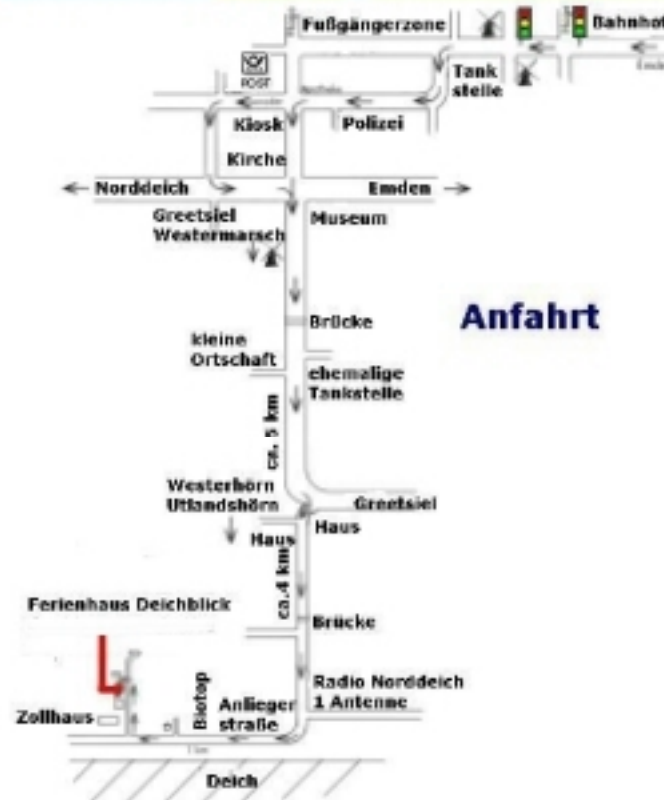 Fußgängerzone
Bahnhof
POST
Tank
stelle
Kiosk
Polizei
Kirche
Norddeich
Emden
Greetsiel
Westermarsch
Museum
Anfahrt
Brücke
kleine
Ortschaft
ehemalige
Tankstelle
ca. 5 km
Westerhörn
Utlandshörn
Greetsiel
Haus
Haus
ca.4 km
Ferienhaus Deichblick
Brücke
Radio Norddeich
1 Antenne
Biotop
Anlieger
straße
Zollhaus
Deich